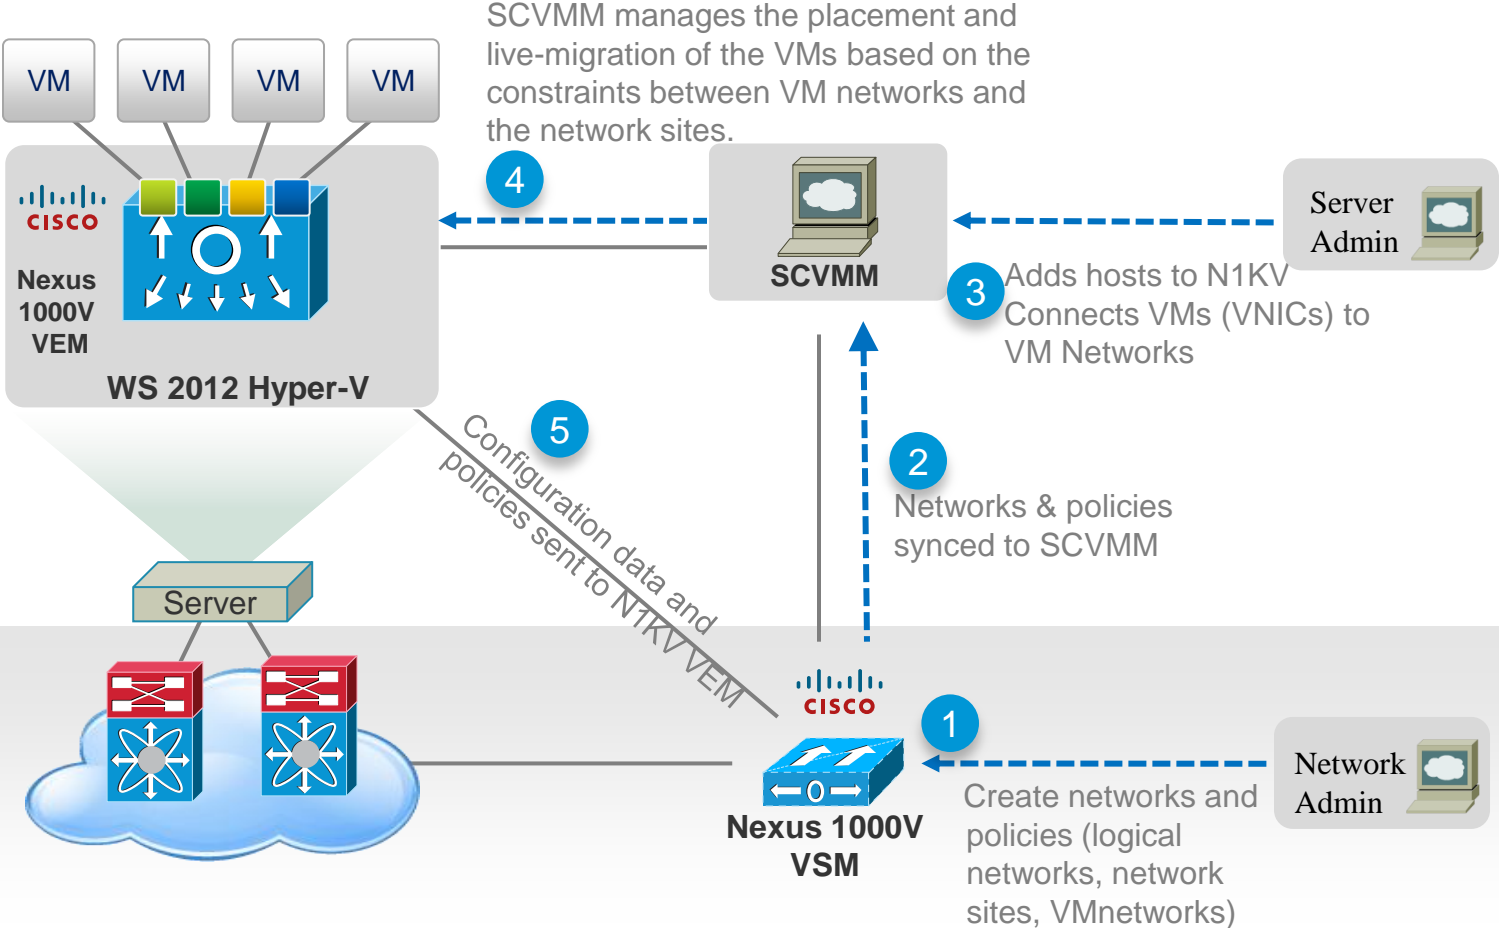 SCVMM manages the placement and
live-migration of the VMs based on the
constraints between VM networks and
the network sites.
VM
VM
VM
VM
4
CISCO
Nexus
1000V
VEM
WS 2012 Hyper-V
SCVMM
Server
Admin
3
Adds hosts to N1KV
Connects VMs (VNICs) to
VM Networks
5
Configuration data and
policies sent to N1KV VEM
2
Networks & policies
synced to SCVMM
Server
CISCO
1
Nexus 1000V
VSM
Network
Admin
Create networks and
policies (logical
networks, network
sites, VMnetworks)